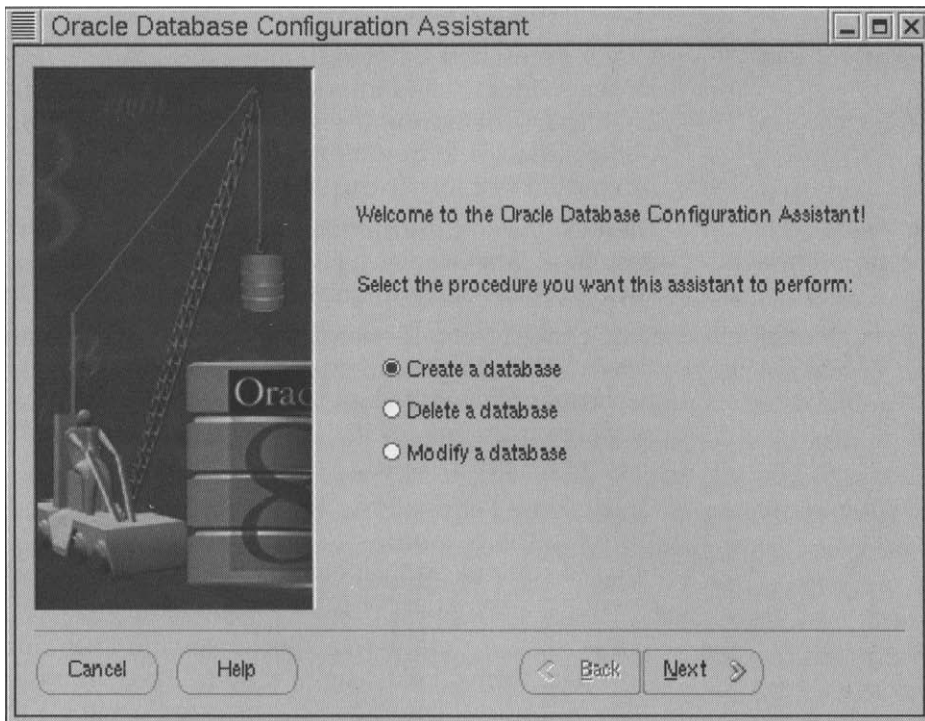 Oracle Database Configuration Assistant
Welcome to the Oracle Database Configuration Assistant!
Select the procedure you want this assistant to perform:
Create a database
Delete a database
Modify a database
Orac
8
Cancel
Help
Back
Next